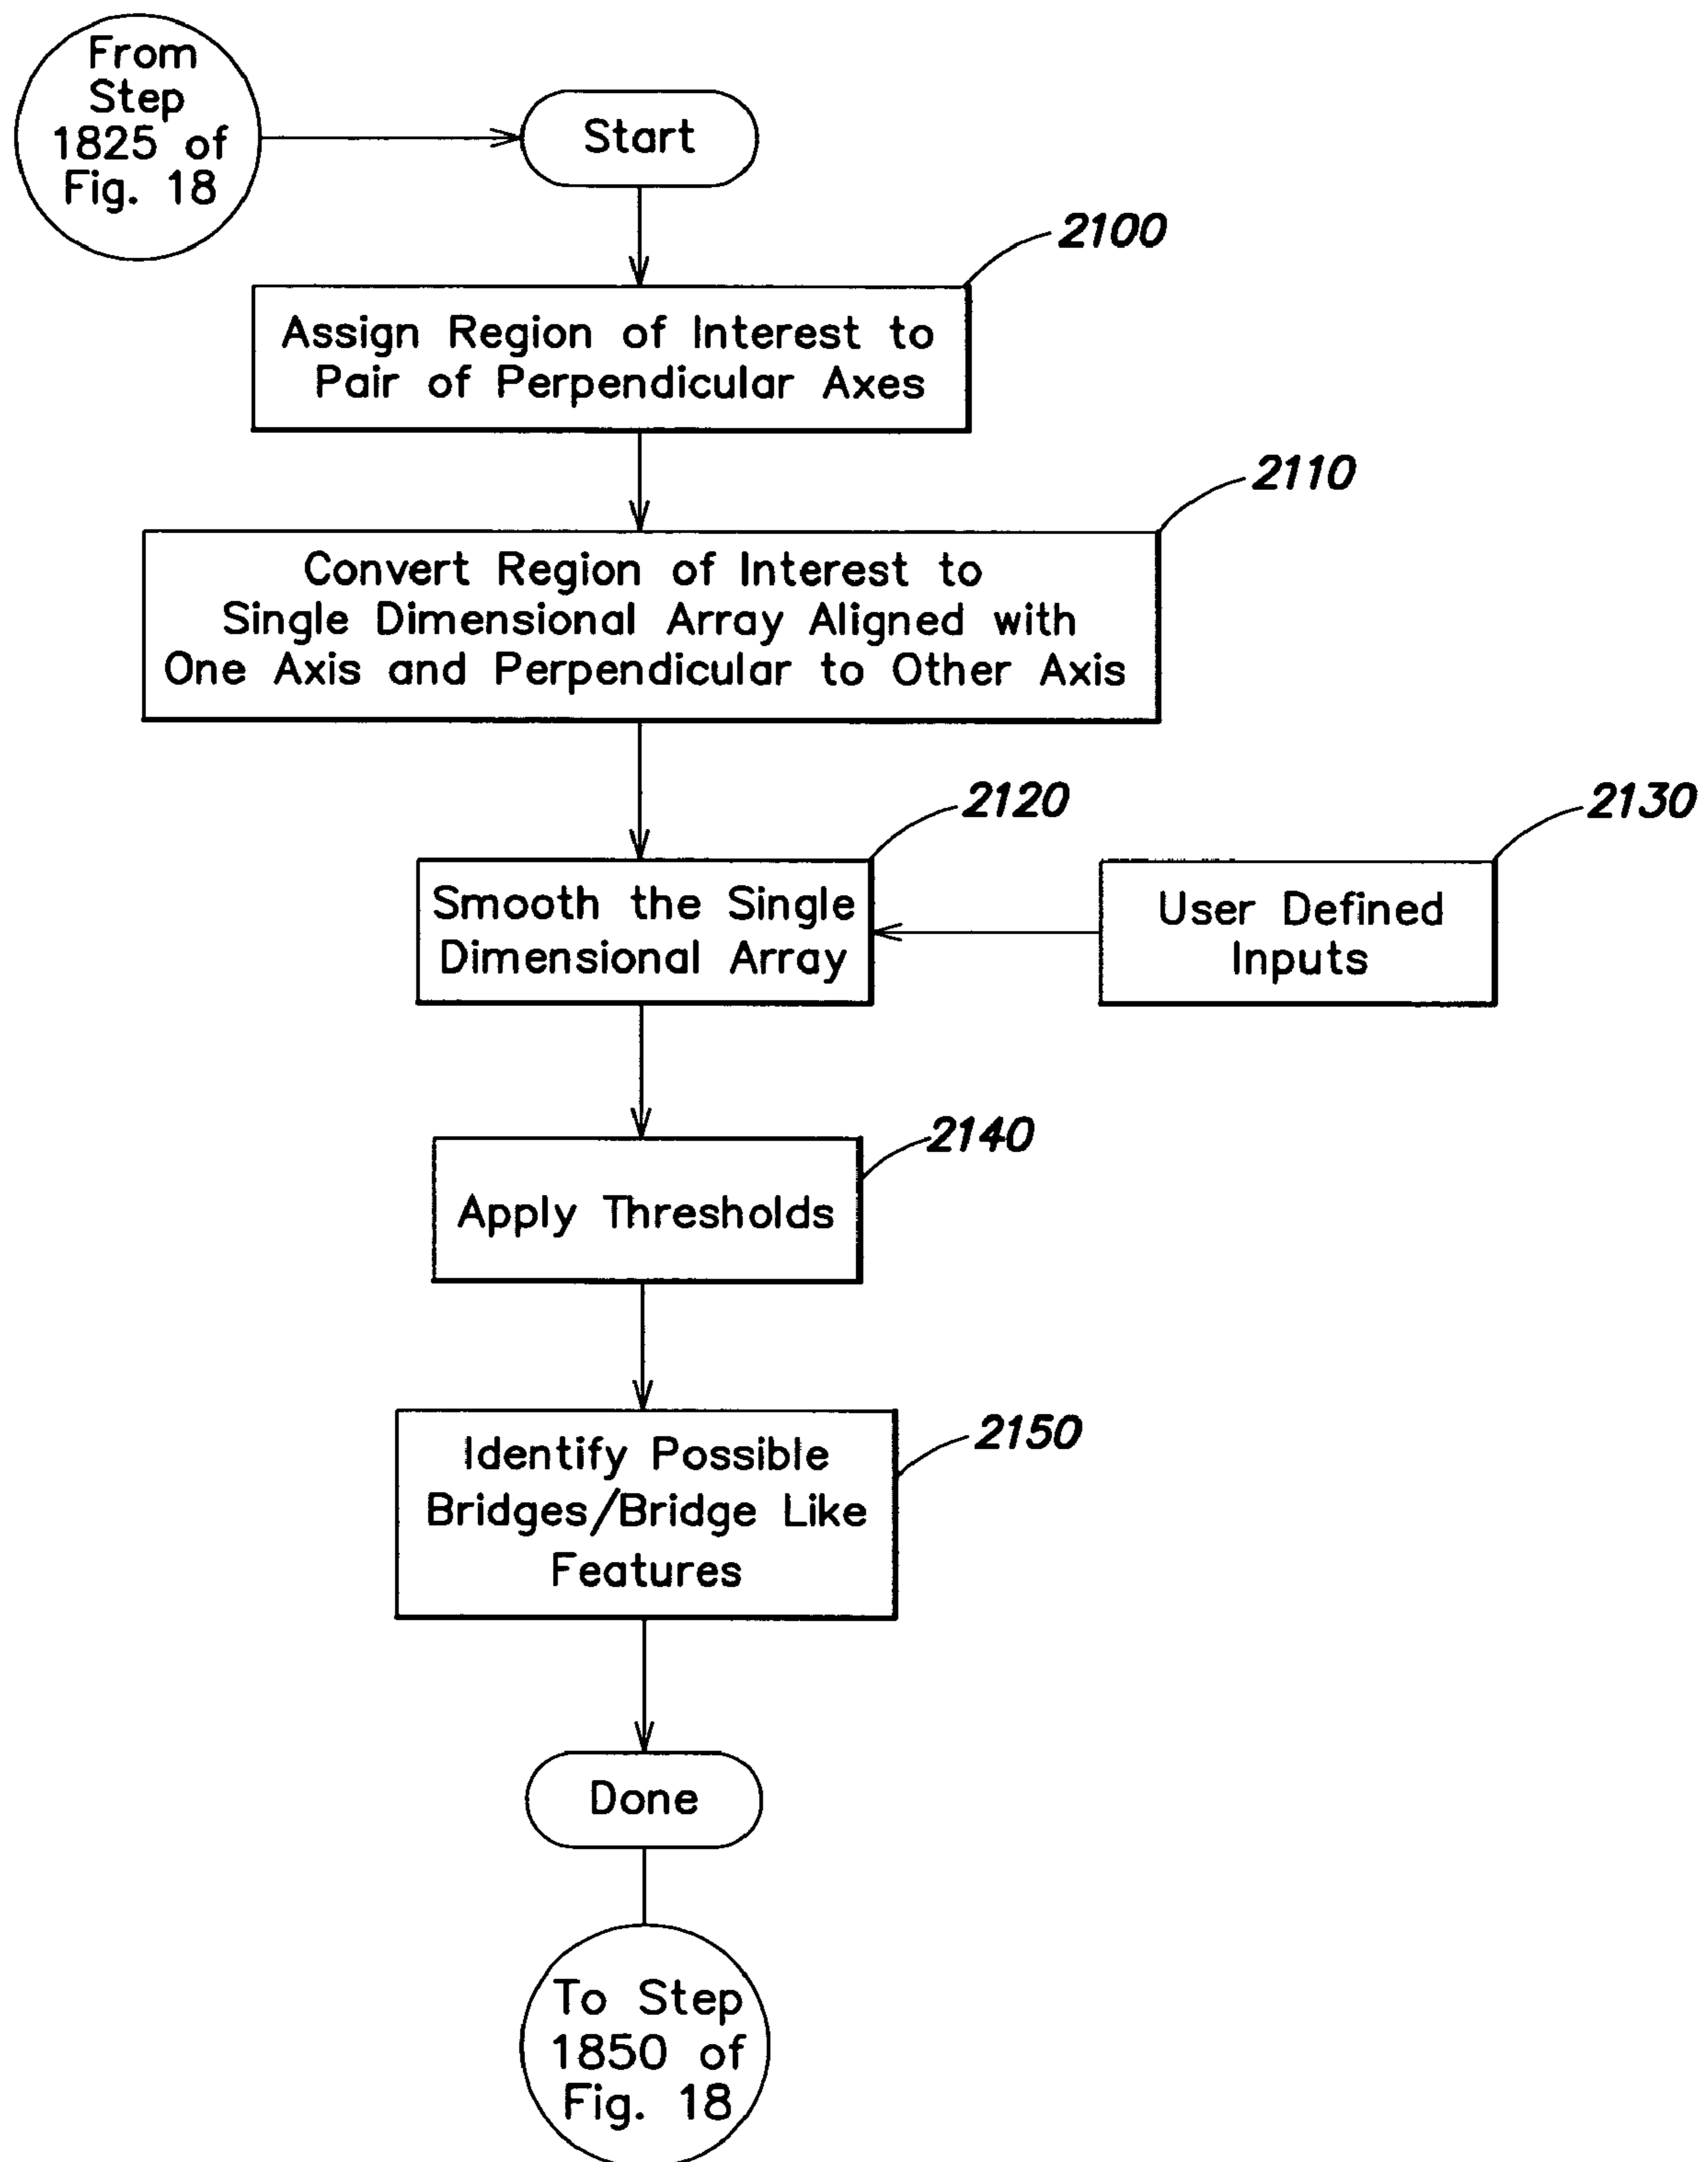 From
Step
1825 of
Fig. 18
Start
2100
Assign Region of Interest to
Pair of Perpendicular Axes
2110
Convert Region of Interest to
Single Dimensional Array Aligned with
One Axis and Perpendicular to Other Axis
2120
Smooth the Single
Dimensional Array
2130
User Defined
Inputs
2140
Apply Thresholds
2150
Identify Possible
Bridges/Bridge Like
Features
Done
To Step
1850 of
Fig. 18